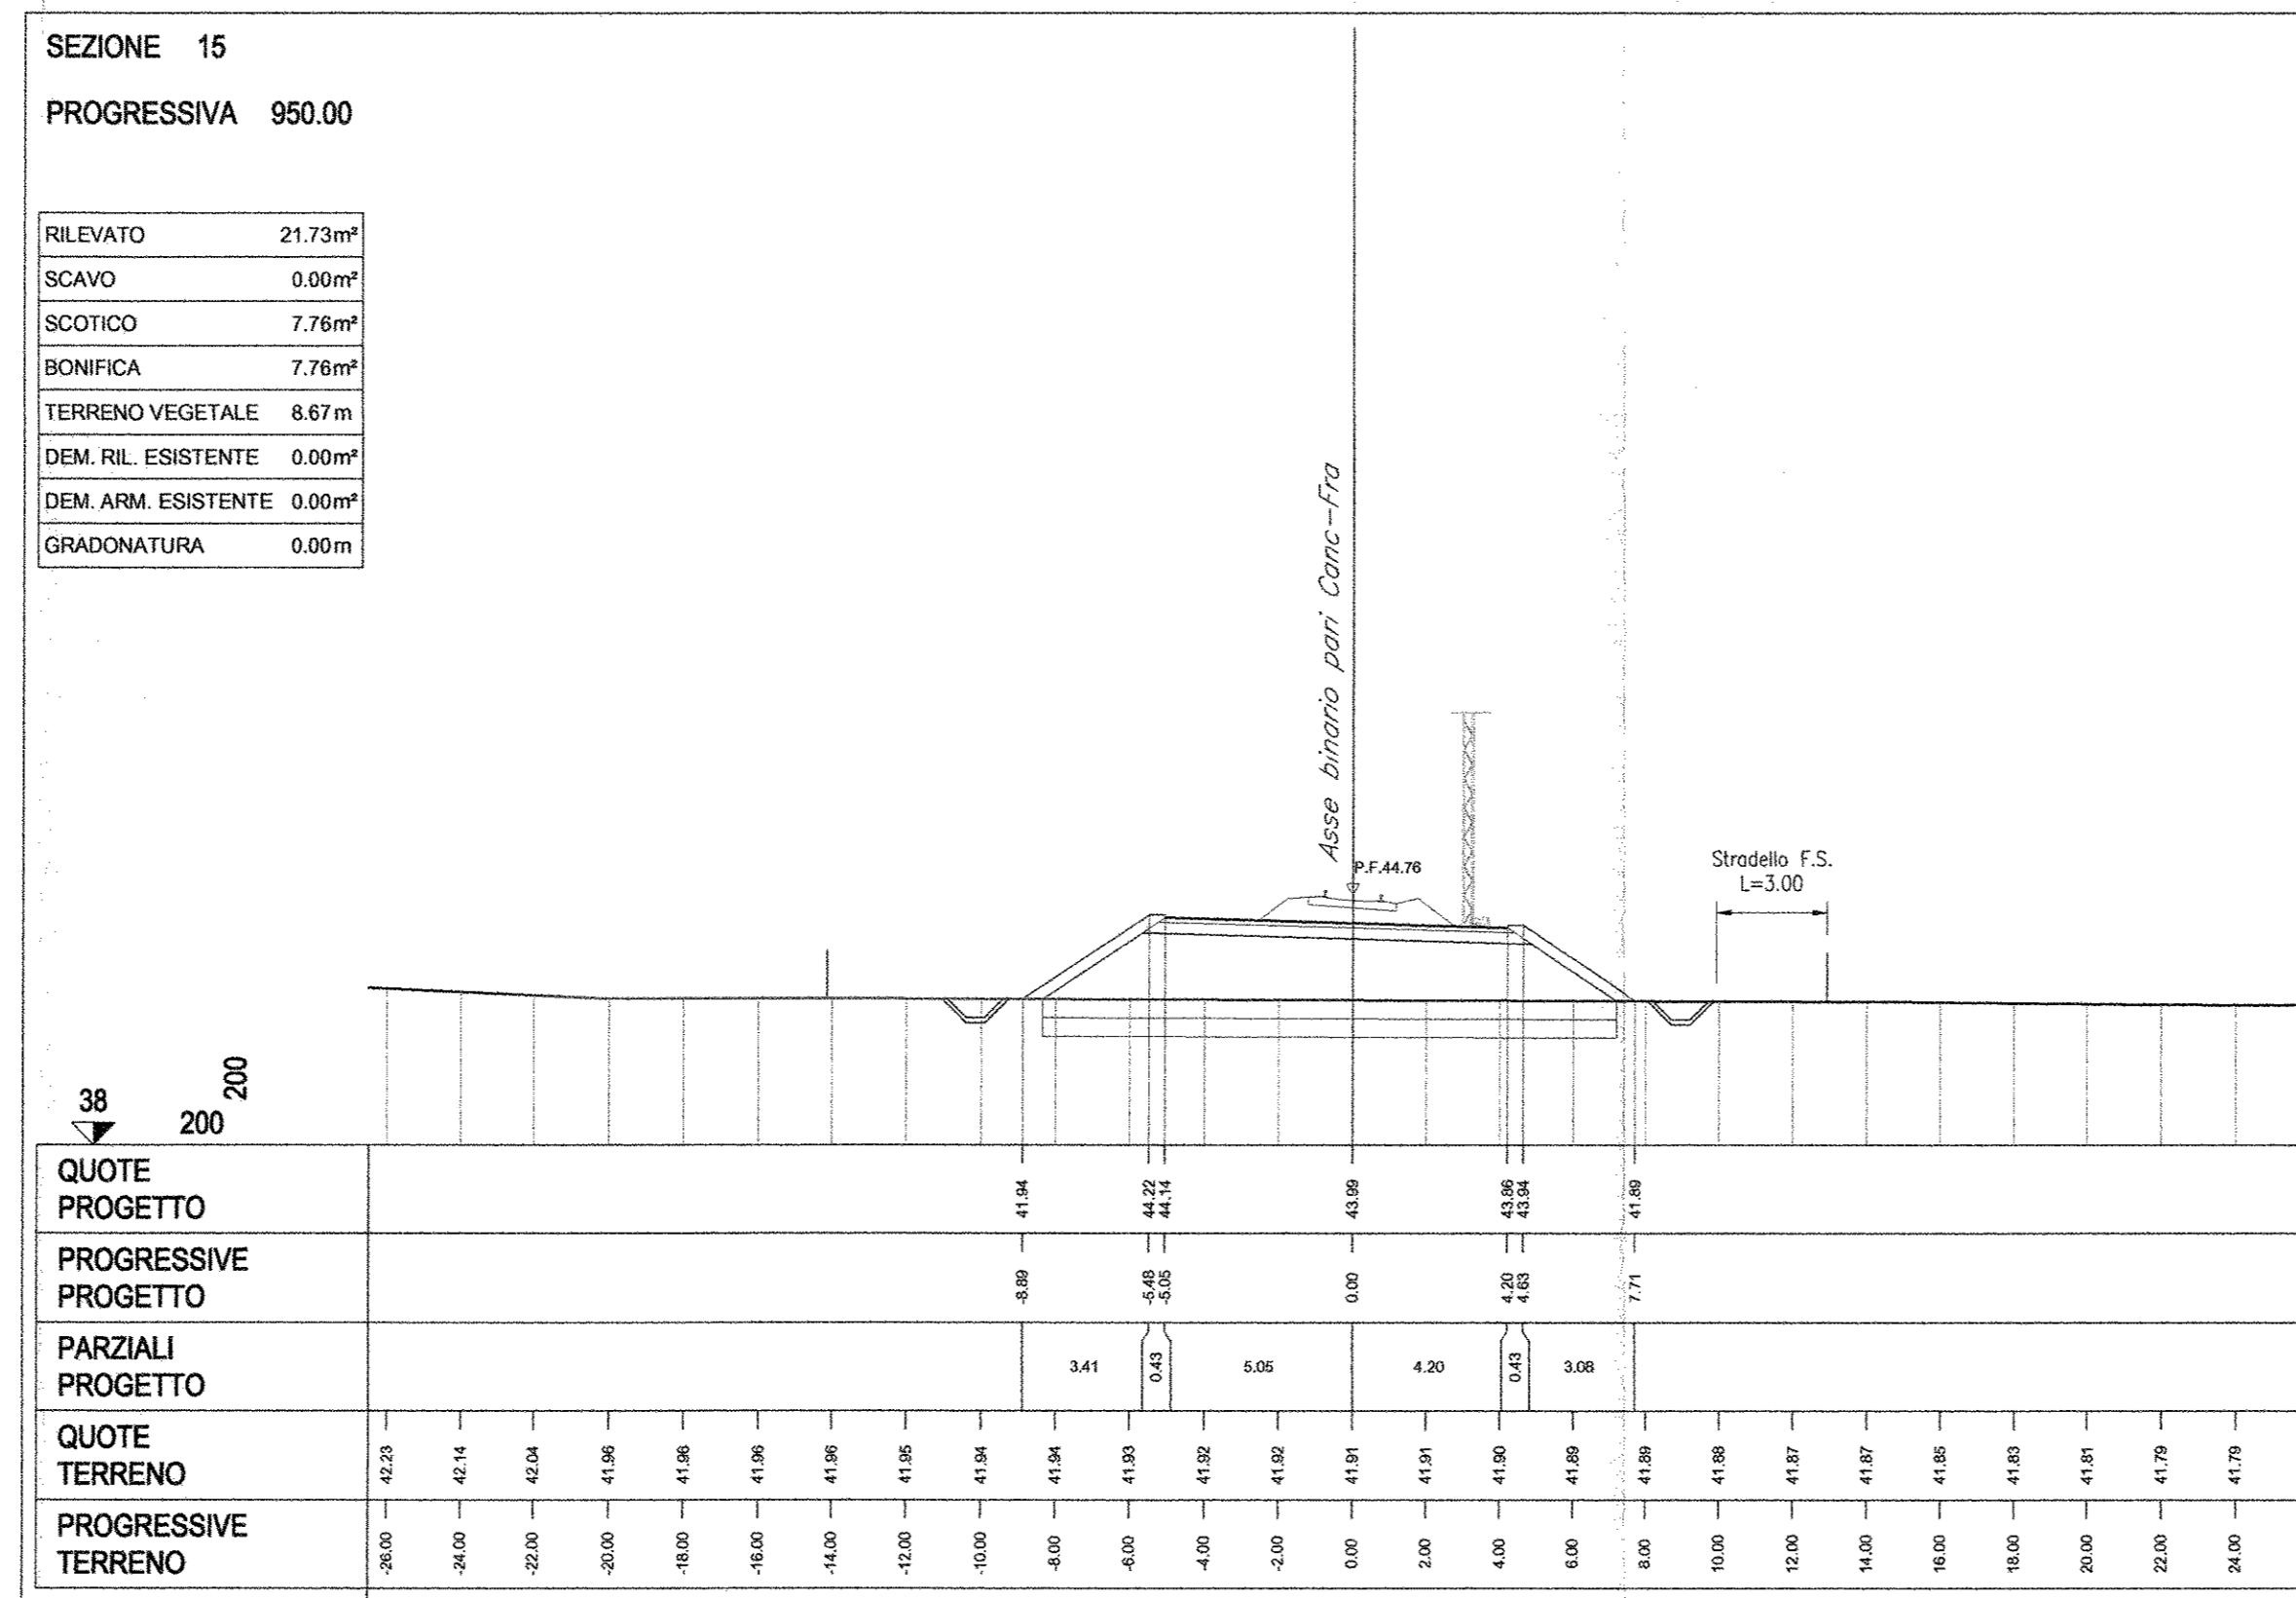 SEZIONE 15
PROGRESSIVA 950.00
RILEVATO 21.73m²
SCAVO 0.00m²
SCOTICO 7.76m²
BONIFICA 7.76m²
TERRENO VEGETALE 8.67m
DEM. RIL. ESISTENTE 0.00m²
DEM. ARM. ESISTENTE 0.00m²
GRADONATURA 0.00m
Asse binario pari Canc-Fra
P.F.44.76
Stradello F.S.
L=3.00
38
200
200
QUOTE
PROGETTO
41.94 44.22 44.14 43.99 43.86 43.94 41.89
PROGRESSIVE
PROGETTO
-8.89 -5.48 -5.05 0.00 4.20 4.63 7.71
PARZIALI
PROGETTO
3.41 0.43 5.05 4.20 0.43 3.08
QUOTE
TERRENO
42.23 42.14 42.04 41.96 41.96 41.96 41.96 41.95 41.94 41.94 41.93 41.92 41.92 41.91 41.91 41.90 41.89 41.89 41.88 41.87 41.87 41.85 41.83 41.81 41.79 41.79
PROGRESSIVE
TERRENO
-26.00 -24.00 -22.00 -20.00 -18.00 -16.00 -14.00 -12.00 -10.00 -8.00 -6.00 -4.00 -2.00 0.00 2.00 4.00 6.00 8.00 10.00 12.00 14.00 16.00 18.00 20.00 22.00 24.00